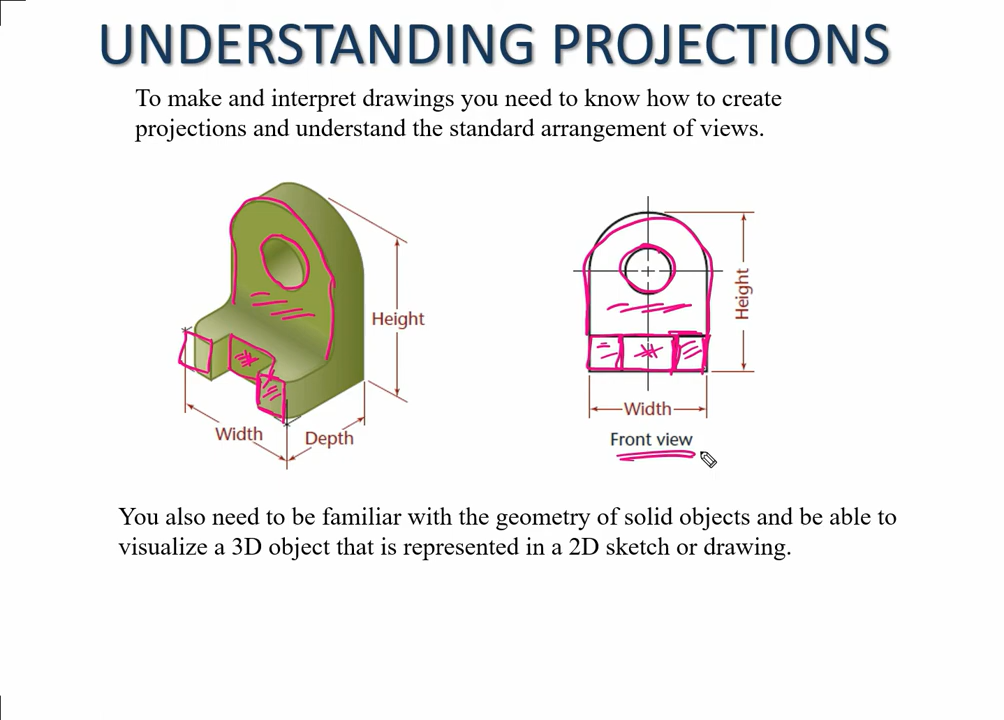 UNDERSTANDING PROJECTIONS
To make and interpret drawings you need to know how to create
projections and understand the standard arrangement of views.
Height
Width
Depth
Height
Width
Front view
You also need to be familiar with the geometry of solid objects and be able to
visualize a 3D object that is represented in a 2D sketch or drawing.